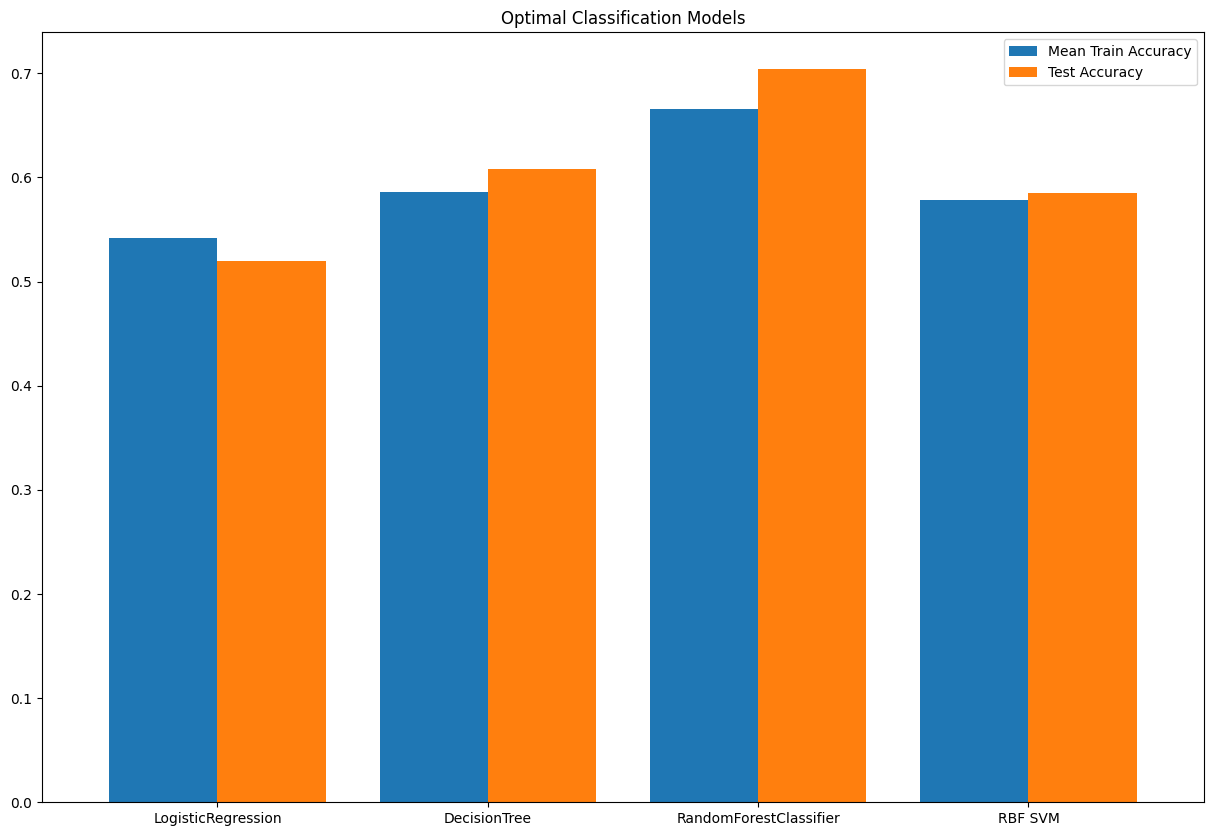 Optimal Classification Models
Mean Train Accuracy
Test Accuracy
0.7
0.6
0.5
0.4
0.3
0.2
0.1
0.0
LogisticRegression DecisionTree RandomForestClassifier RBF SVM